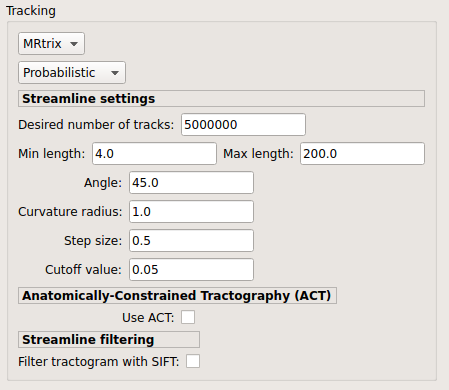 Tracking
MRtrix
Probabilistic
Streamline settings
Desired number of tracks: 5000000
Min length: 4.0 Max length: 200.0
Angle: 45.0
Curvature radius: 1.0
Step size: 0.5
Cutoff value: 0.05
Anatomically-Constrained Tractography (ACT)
Use ACT:
Streamline filtering
Filter tractogram with SIFT: